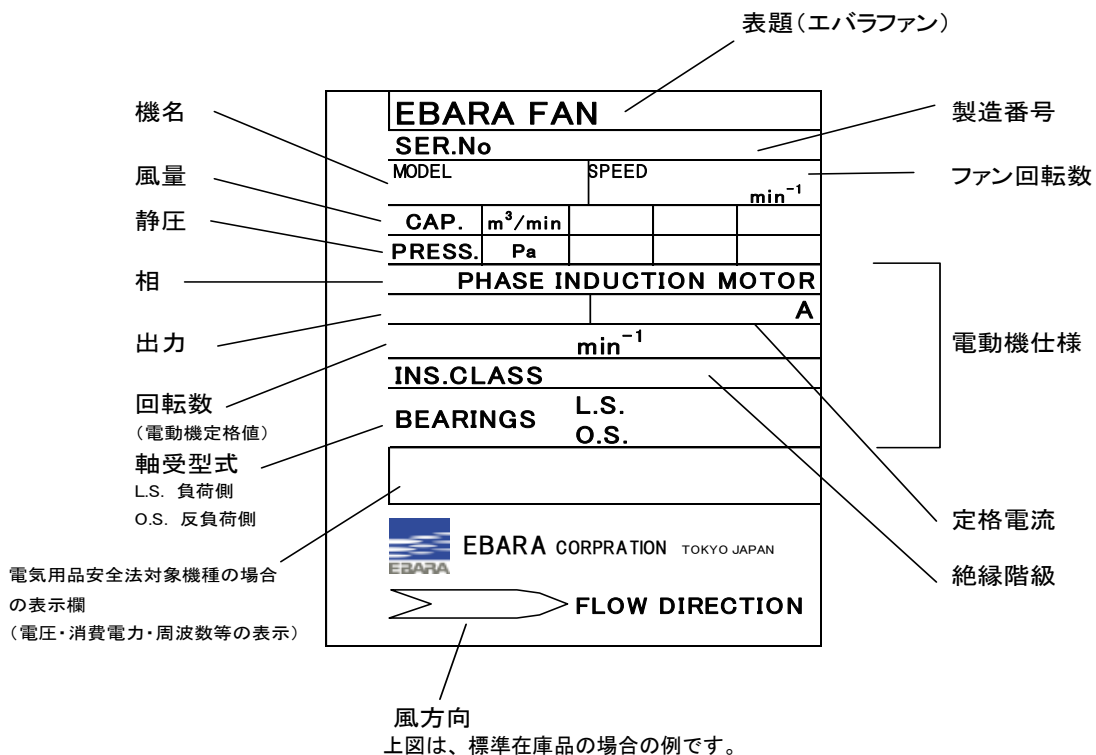 表題（エバラファン）
機名
風量
静圧
相
出力
回転数
（電動機定格値）
軸受型式
L.S. 負荷側
O.S. 反負荷側
電気用品安全法対象機種の場合
の表示欄
（電圧・消費電力・周波数等の表示）
EBARA FAN
SER.No
MODEL SPEED
min⁻¹
CAP. m³/min
PRESS. Pa
PHASE INDUCTION MOTOR
A
min⁻¹
INS.CLASS
BEARINGS L.S.
O.S.
EBARA
EBARA CORPRATION TOKYO JAPAN
FLOW DIRECTION
製造番号
ファン回転数
電動機仕様
定格電流
絶縁階級
風方向
上図は、標準在庫品の場合の例です。